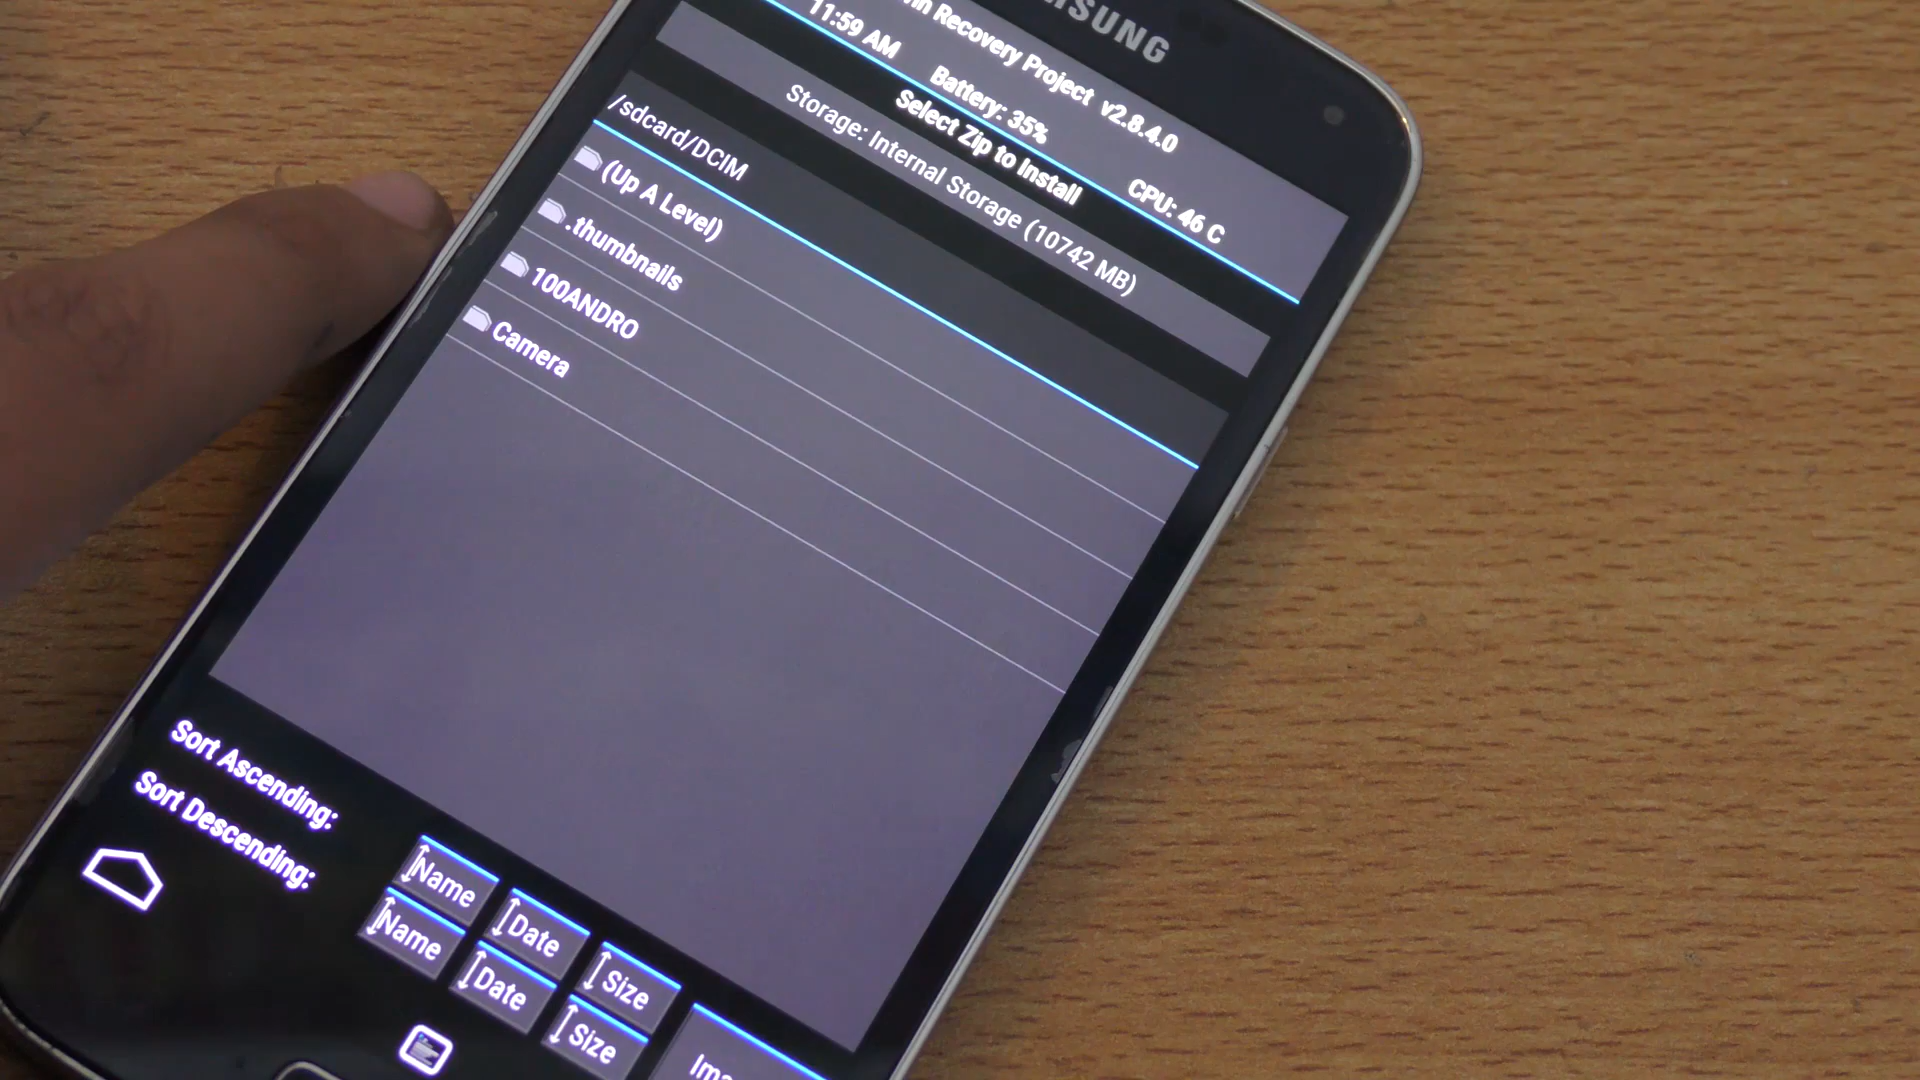 SUNG
Recovery Project v2.8.4.0
11:59 AM Battery: 35% CPU: 46 C
Select Zip to Install
Storage: Internal Storage (10742 MB)
/sdcard/DCIM
(Up A Level)
.thumbnails
100ANDRO
Camera
Sort Ascending:
Name Date Size
Sort Descending:
Name Date Size